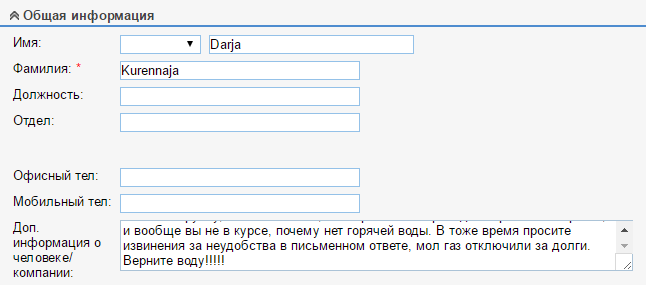 Общая информация
Имя: Darja
Фамилия: * Kurennaja
Должность:
Отдел:
Офисный тел:
Мобильный тел:
Доп.
информация о
человеке/
компании:
и вообще вы не в курсе, почему нет горячей воды. В тоже время просите
извинения за неудобства в письменном ответе, мол газ отключили за долги.
Верните воду!!!!!